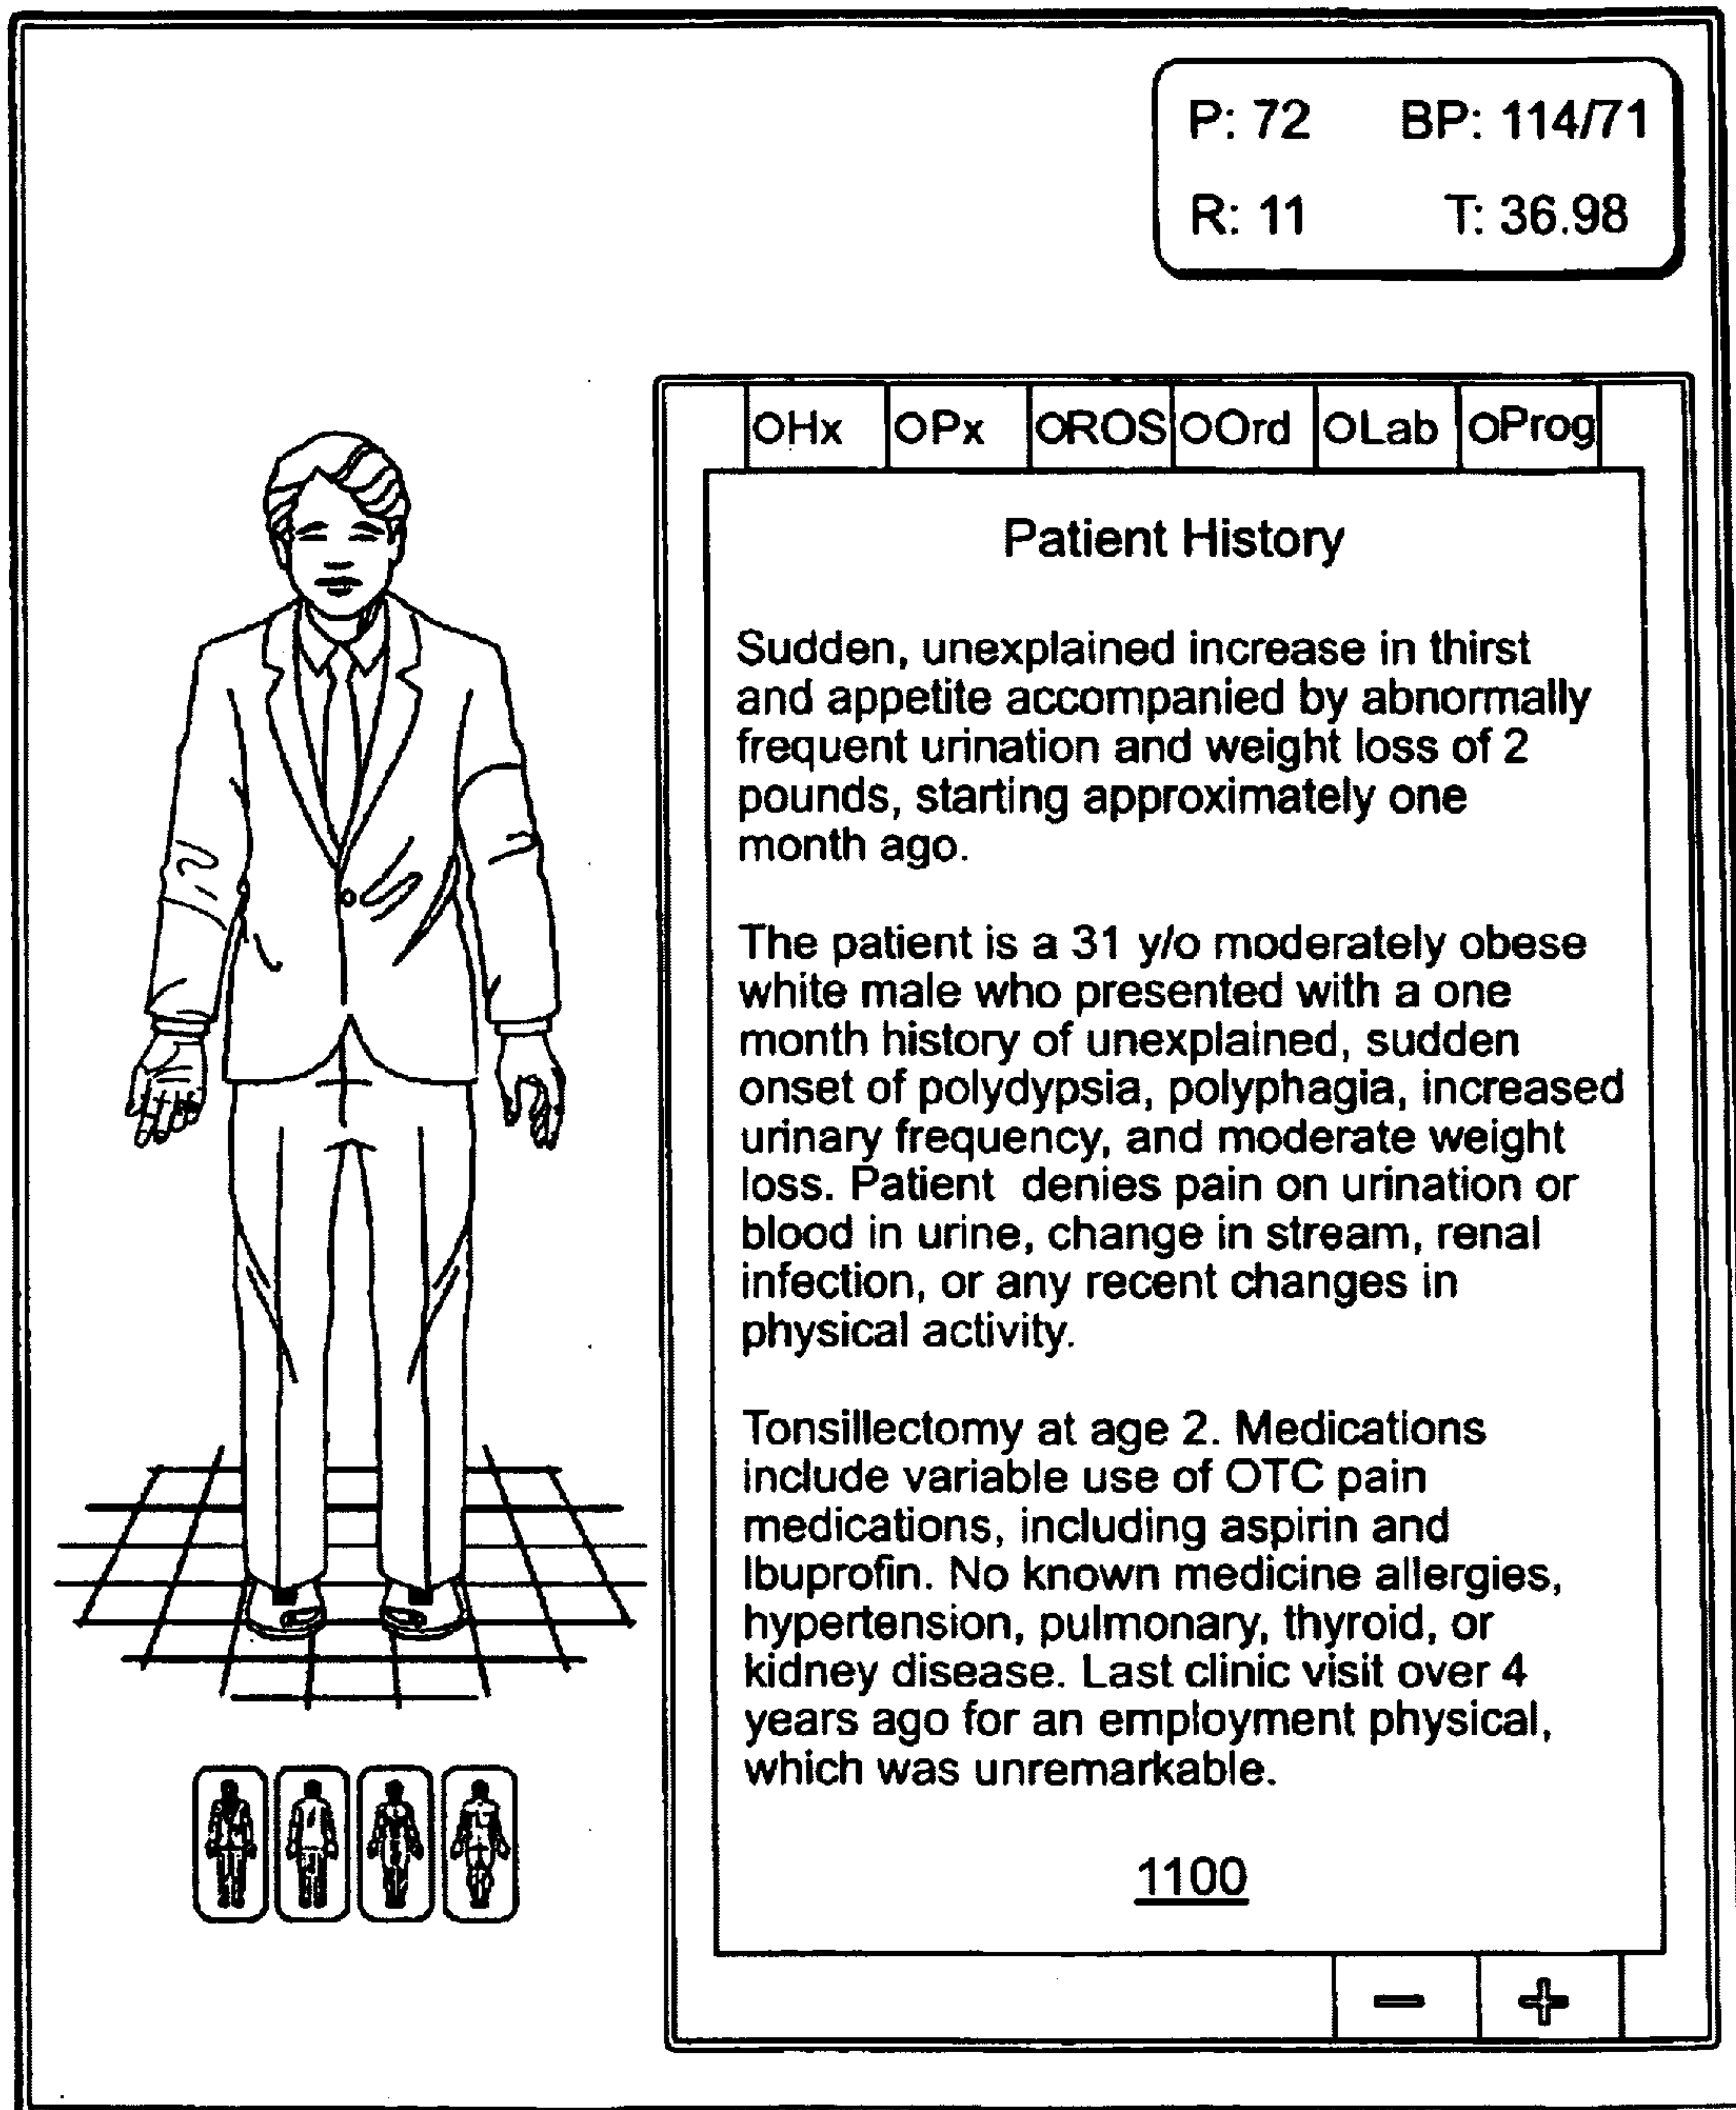 P: 72 BP: 114/71
R: 11 T: 36.98
Hx Px ROS Ord Lab Prog
Patient History
Sudden, unexplained increase in thirst
and appetite accompanied by abnormally
frequent urination and weight loss of 2
pounds, starting approximately one
month ago.
The patient is a 31 y/o moderately obese
white male who presented with a one
month history of unexplained, sudden
onset of polydypsia, polyphagia, increased
urinary frequency, and moderate weight
loss. Patient denies pain on urination or
blood in urine, change in stream, renal
infection, or any recent changes in
physical activity.
Tonsillectomy at age 2. Medications
include variable use of OTC pain
medications, including aspirin and
Ibuprofin. No known medicine allergies,
hypertension, pulmonary, thyroid, or
kidney disease. Last clinic visit over 4
years ago for an employment physical,
which was unremarkable.
1100
− +